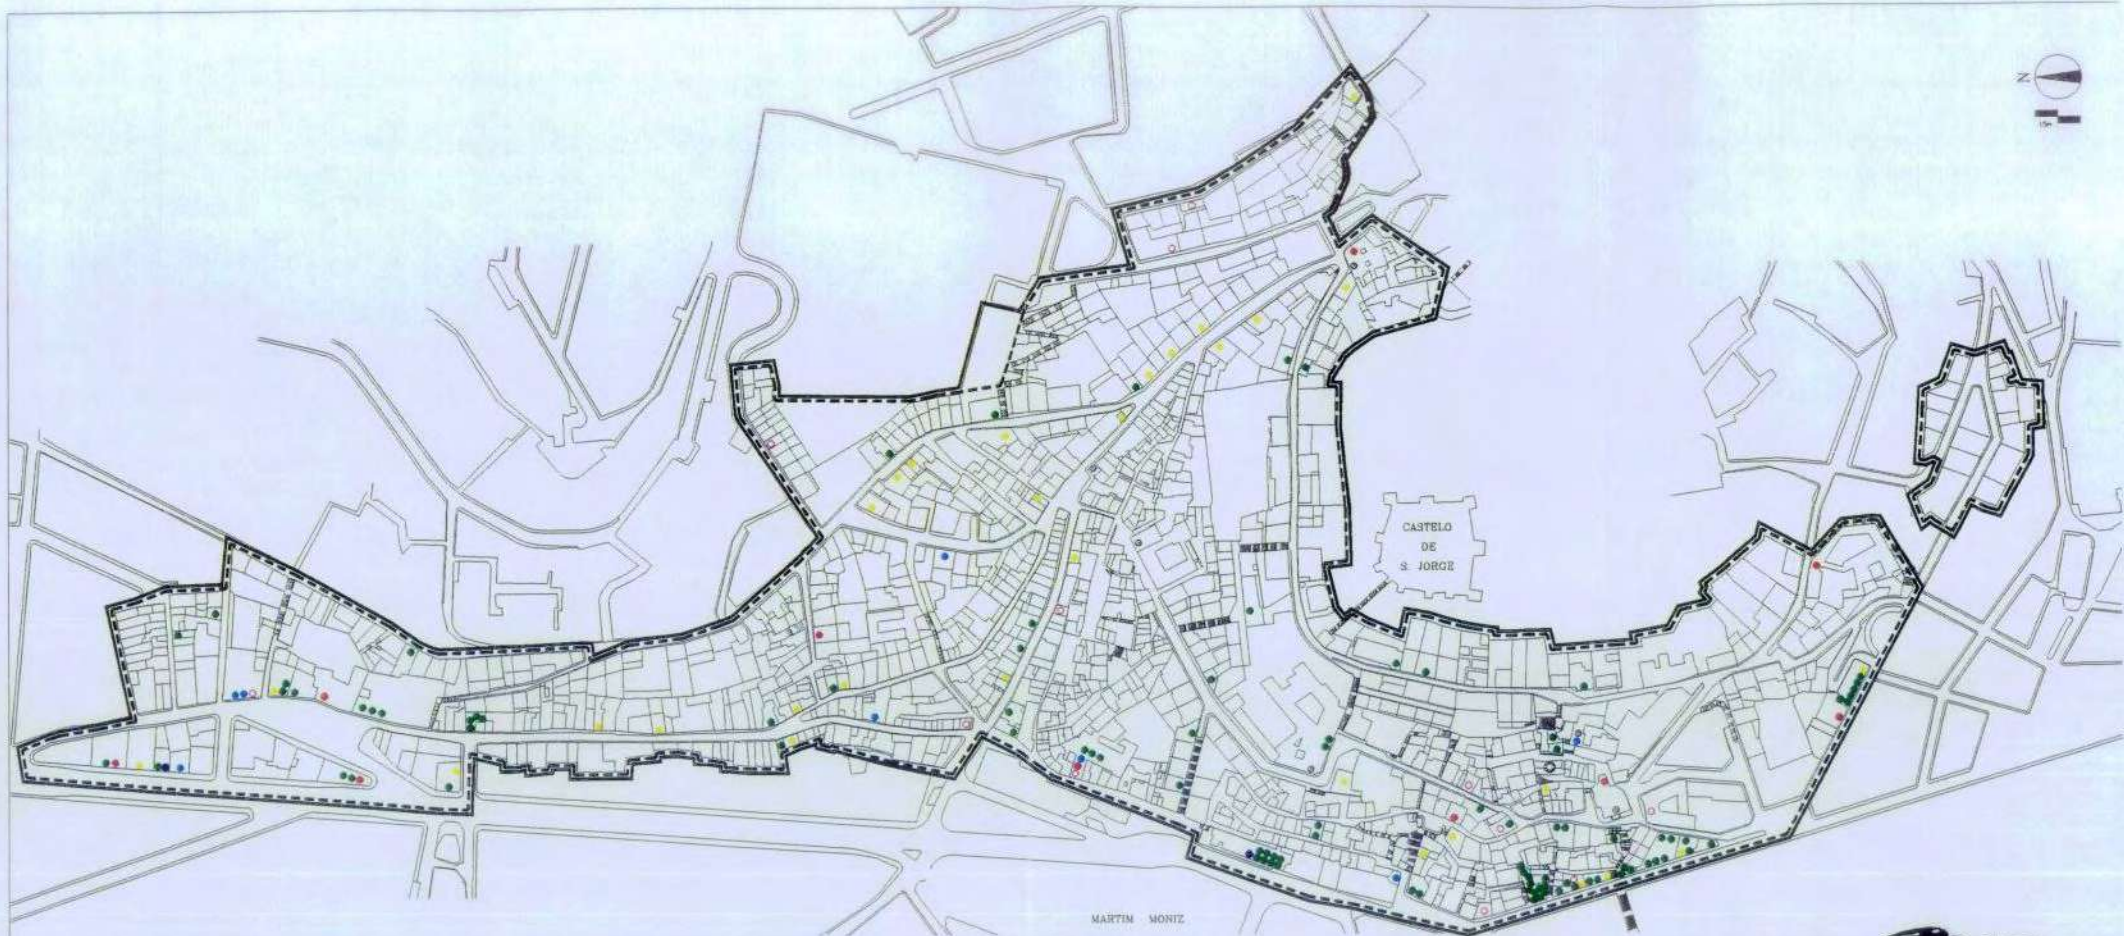 N
CASTELO
DE
S. JORGE
MARTIM MONIZ